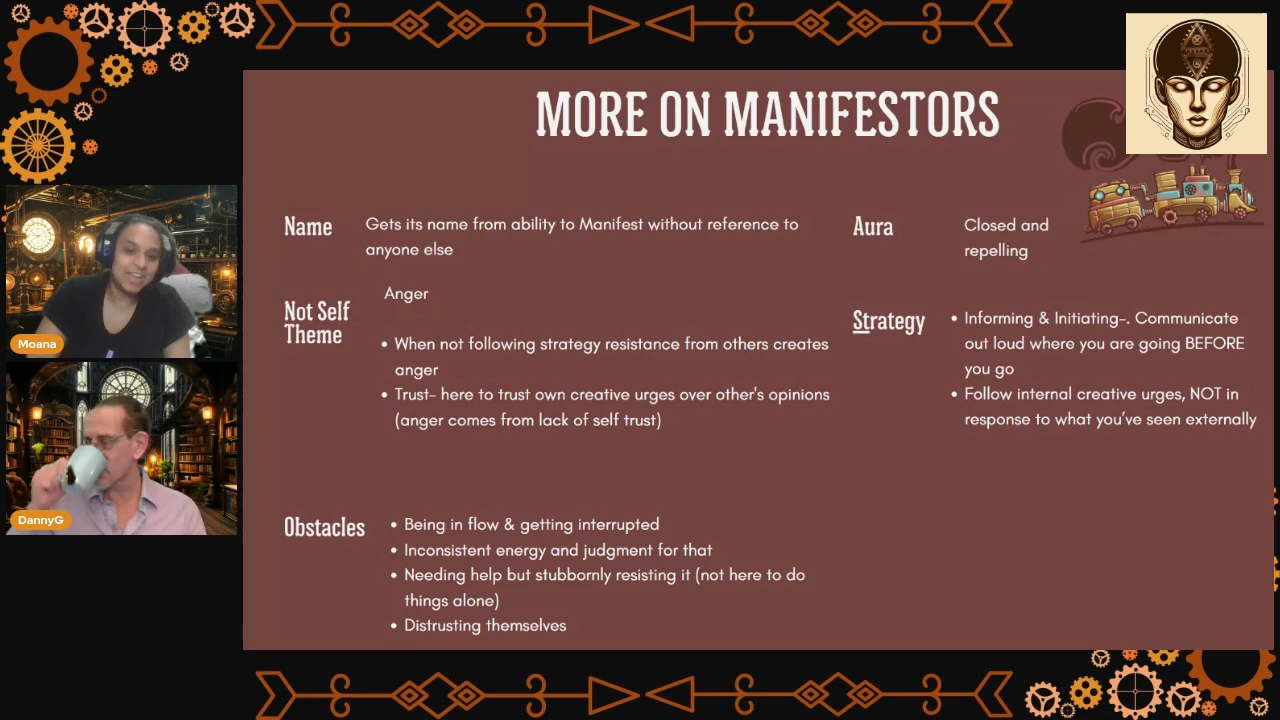 MORE ON MANIFESTORS
Name
Gets its name from ability to Manifest without reference to
anyone else
Aura
Closed and
repelling
Not Self
Theme
Anger
• When not following strategy resistance from others creates
anger
• Trust- here to trust own creative urges over other's opinions
(anger comes from lack of self trust)
Strategy
• Informing & Initiating-. Communicate
out loud where you are going BEFORE
you go
• Follow internal creative urges, NOT in
response to what you've seen externally
Obstacles
• Being in flow & getting interrupted
• Inconsistent energy and judgment for that
• Needing help but stubbornly resisting it (not here to do
things alone)
• Distrusting themselves
Moana
DannyG